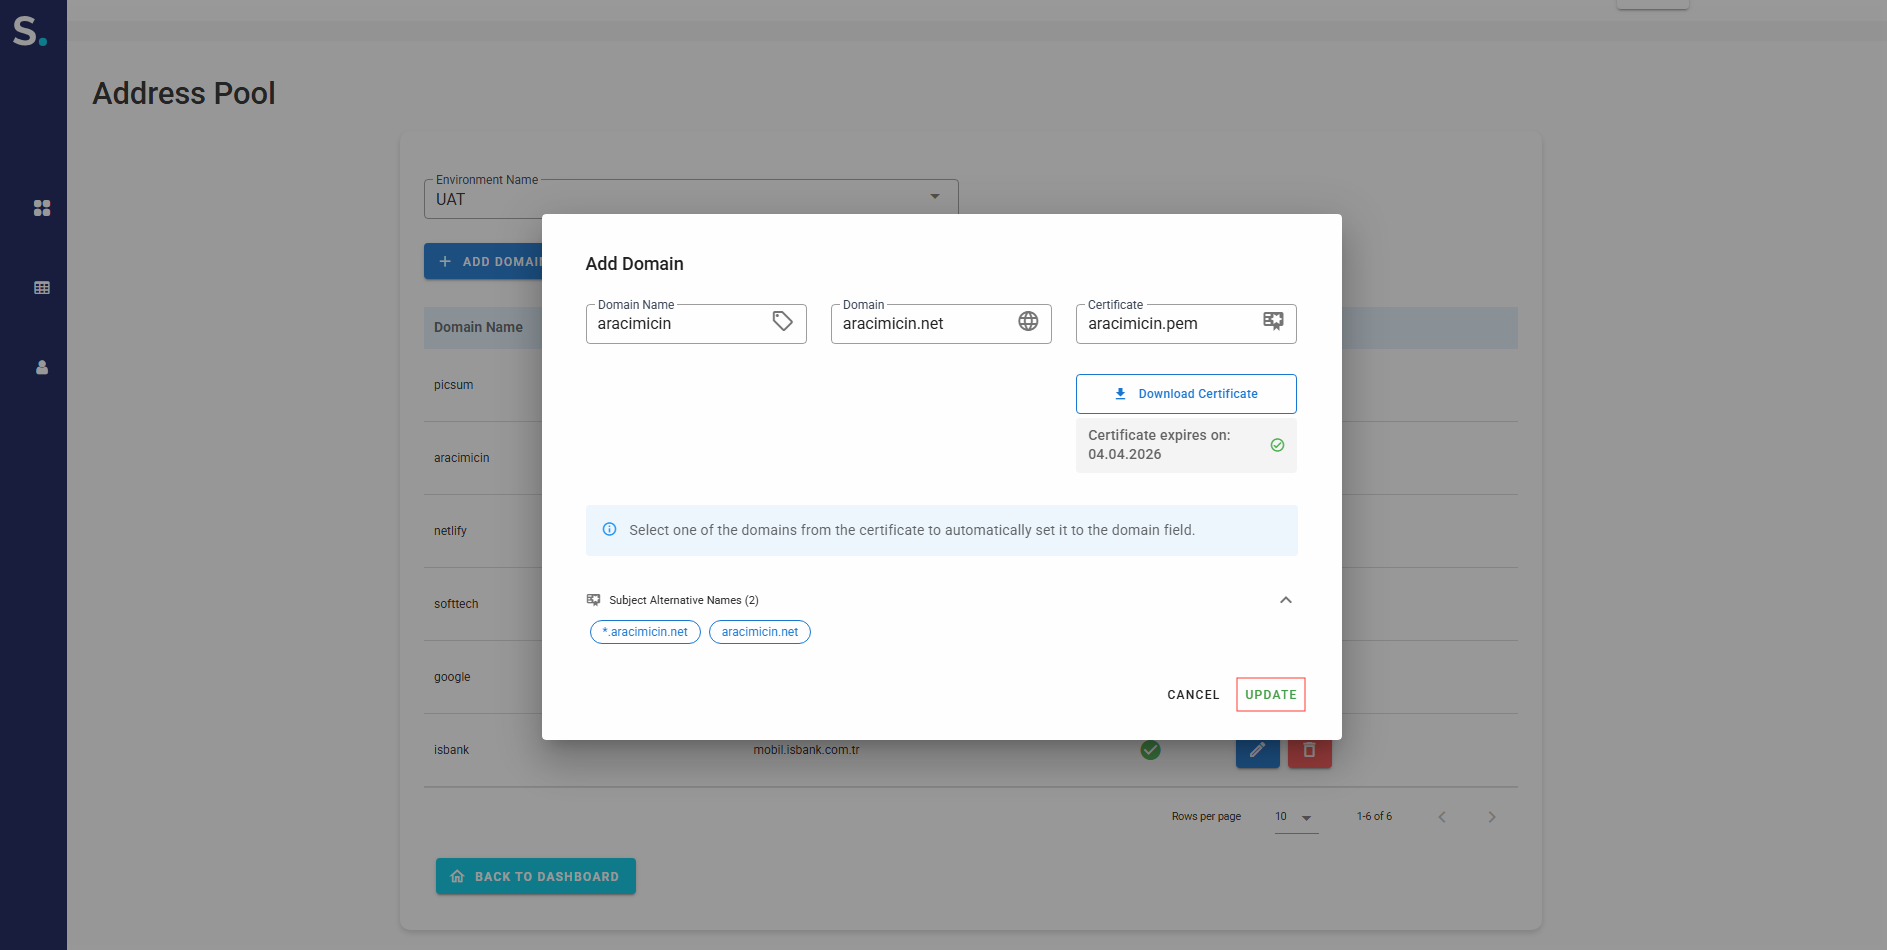 S.
Address Pool
Environment Name
UAT
ADD DOMAI
Domain Name
picsum
aracimicin
netlify
softtech
google
isbank
mobil.isbank.com.tr
Add Domain
Domain Name
aracimicin
Domain
aracimicin.net
Certificate
aracimicin.pem
Download Certificate
Certificate expires on:
04.04.2026
Select one of the domains from the certificate to automatically set it to the domain field.
Subject Alternative Names (2)
*.aracimicin.net
aracimicin.net
CANCEL
UPDATE
Rows per page
10
1-6 of 6
BACK TO DASHBOARD